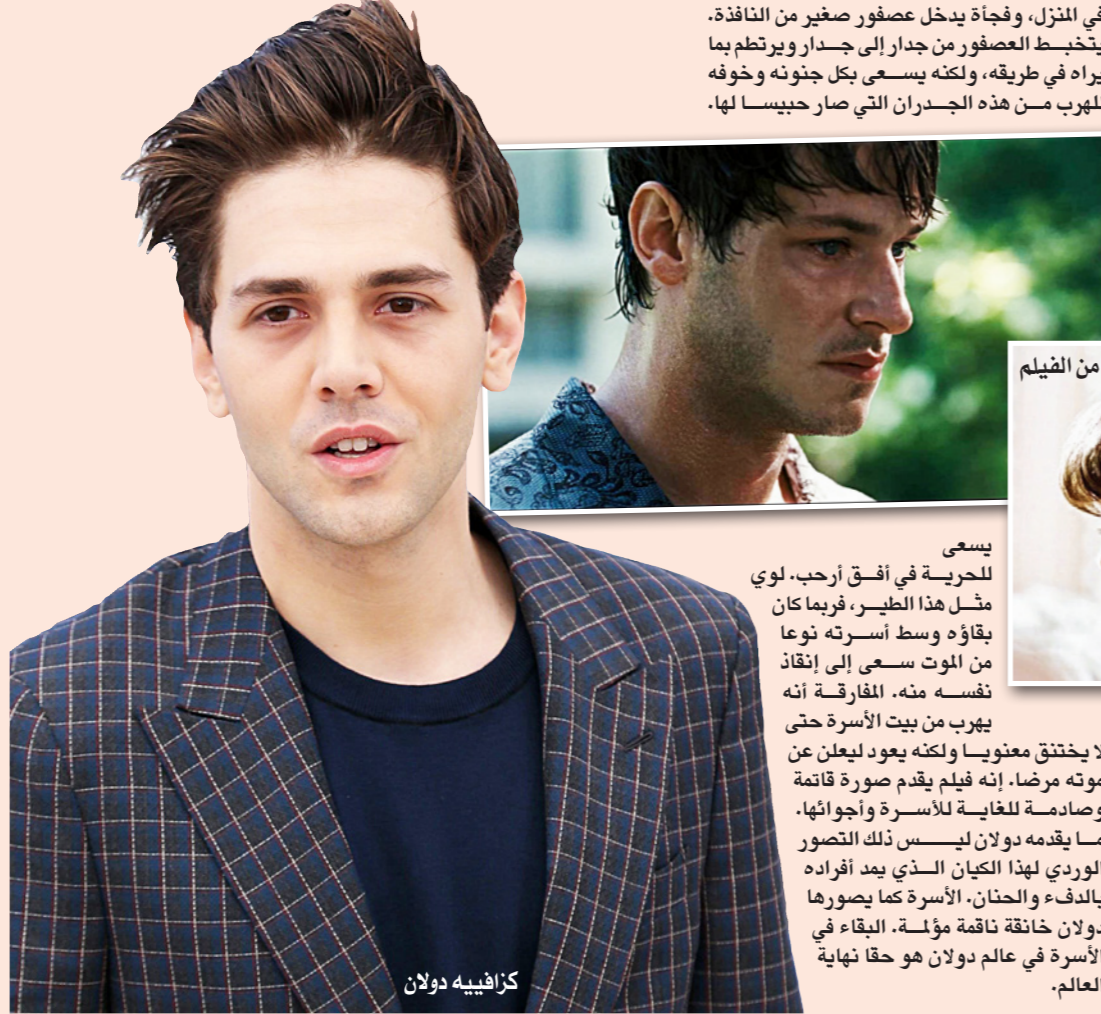 في المنزل، وفجأة يدخل عصفور صغير من النافذة.
يتخبط العصفور من جدار إلى جدار ويرتطم بما
يراه في طريقه، ولكنه يسعى بكل جنونه وخوفه
للهرب من هذه الجدران التي صار حبيسا لها.
من الفيلم
يسعى
للحرية في أفق أرحب. لوي
مثل هذا الطير، فربما كان
بقاؤه وسط أسرته نوعا
من الموت سعى إلى إنقاذ
نفسه منه. المفارقة أنه
يهرب من بيت الأسرة حتى
لا يختنق معنويا ولكنه يعود ليعلن عن
موته مرضا. إنه فيلم يقدم صورة قاتمة
وصادمة للغاية للأسرة وأجوائها.
ما يقدمه دولان ليس ذلك التصور
الوردي لهذا الكيان الذي يمد أفراده
بالدفء والحنان. الأسرة كما يصورها
دولان خانقة ناقمة مؤلمة. البقاء في
الأسرة في عالم دولان هو حقا نهاية
العالم.
كزافييه دولان